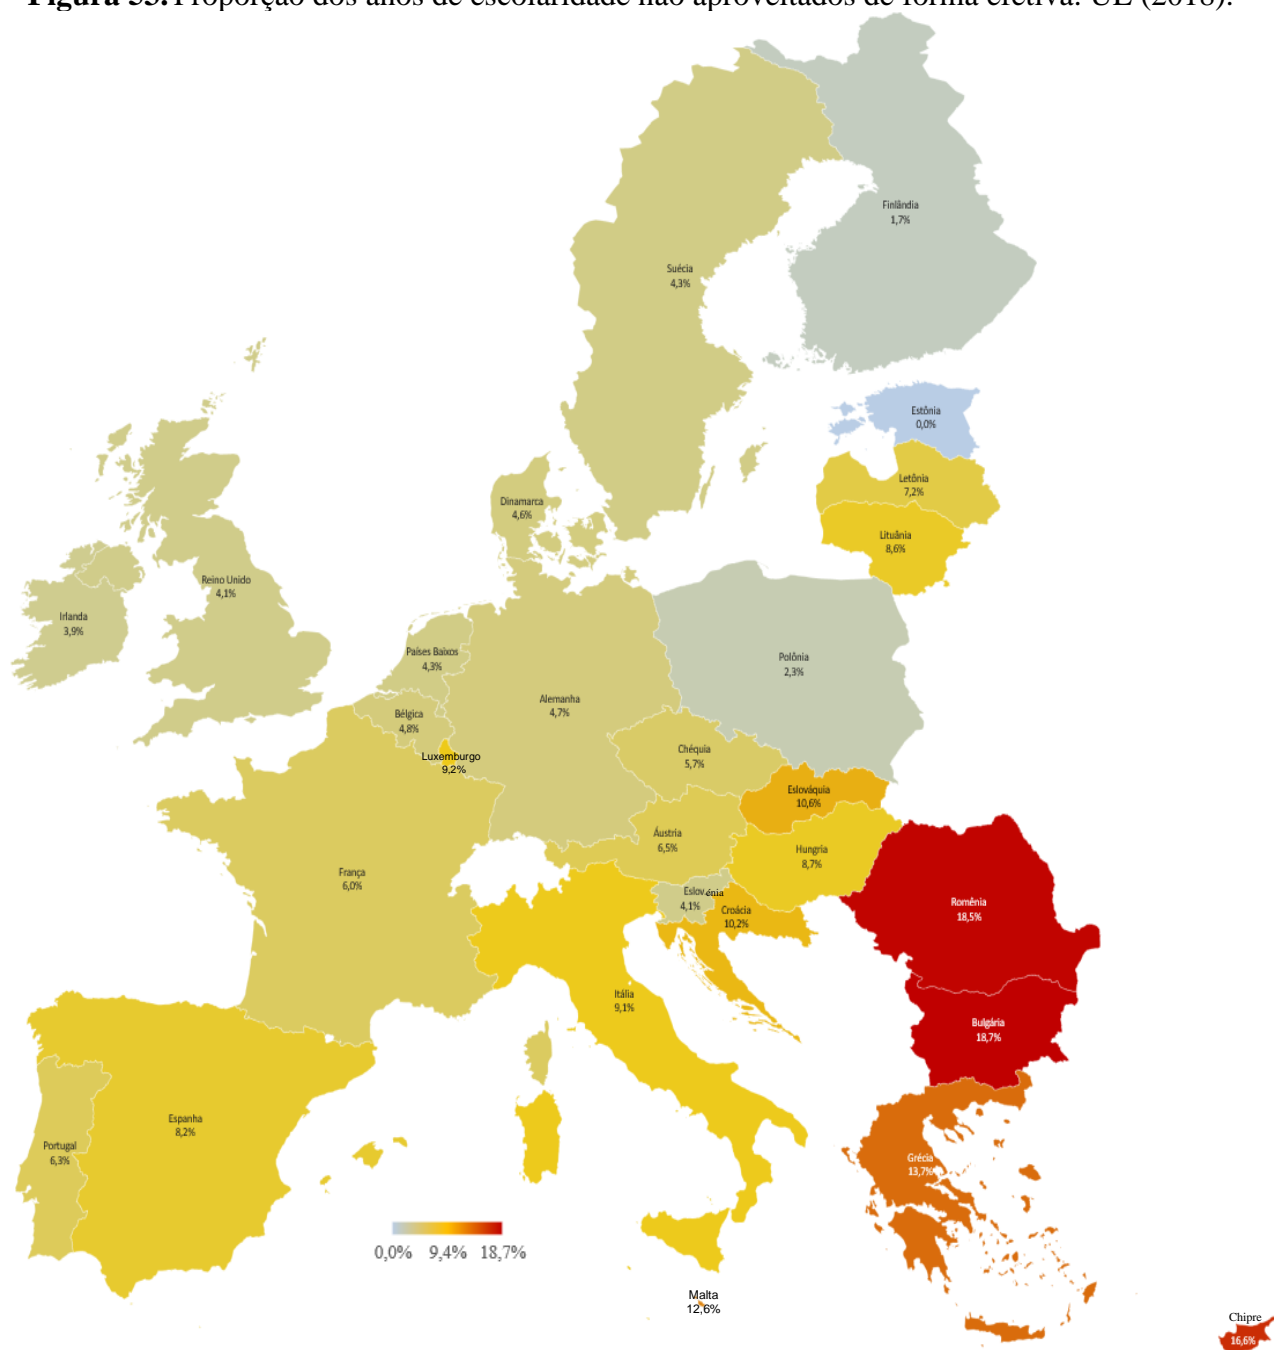 Figura 53. Proporção dos anos de escolaridade não aproveitados de forma efetiva. UE (2018).
Finlândia
1,7%
Suécia
4,3%
Estônia
0,0%
Letônia
7,2%
Lituânia
8,6%
Dinamarca
4,6%
Reino Unido
4,1%
Irlanda
3,9%
Países Baixos
4,3%
Polônia
2,3%
Alemanha
4,7%
Bélgica
4,8%
Luxemburgo
9,2%
Chéquia
5,7%
Eslováquia
10,6%
Áustria
6,5%
Hungria
8,7%
França
6,0%
Eslovénia
4,1%
Croácia
10,2%
Romênia
18,5%
Itália
9,1%
Bulgária
18,7%
Espanha
8,2%
Portugal
6,3%
Grécia
13,7%
0,0% 9,4% 18,7%
Malta
12,6%
Chipre
16,6%